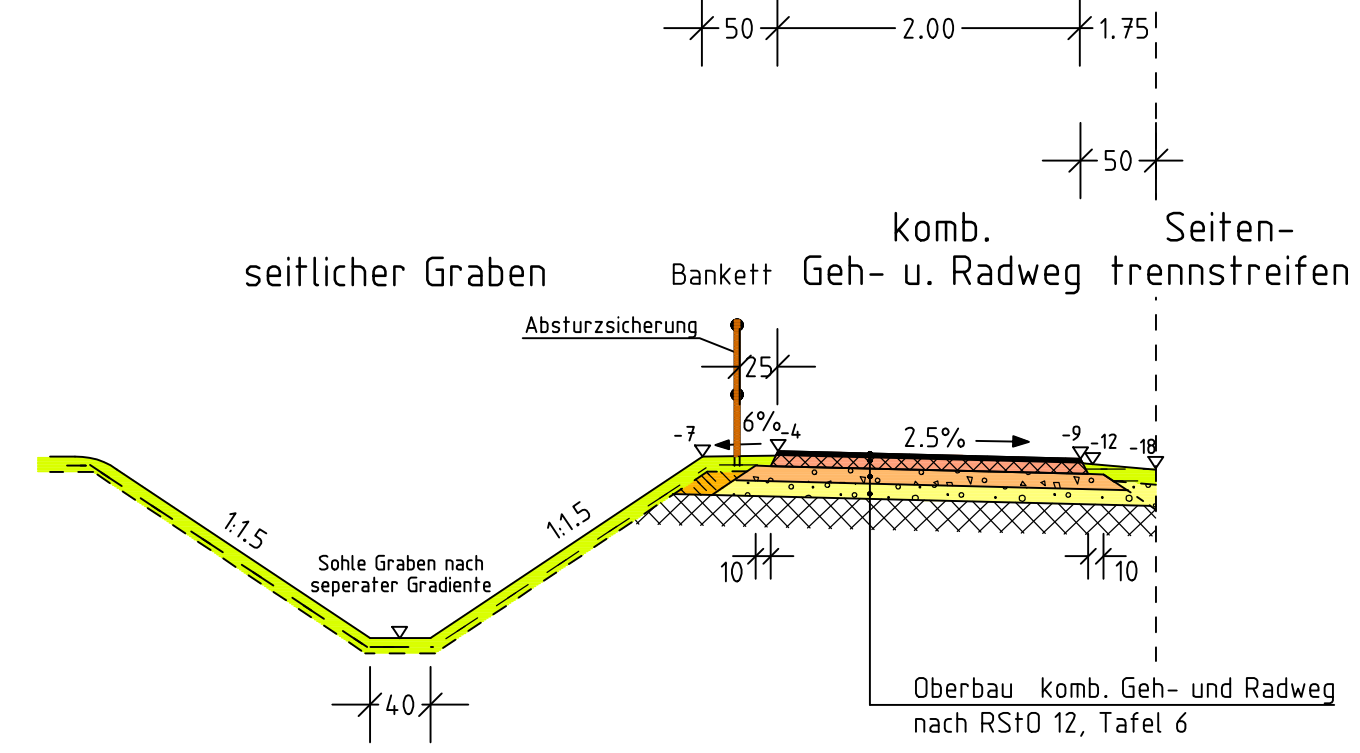 50 2.00 1.75
50
komb. Seiten-
seitlicher Graben Bankett Geh- u. Radweg trennstreifen
Absturzsicherung
25
6%
-7 -4 2.5% -9 -12 -18
1:1.5 1:1.5
Sohle Graben nach
seperater Gradiente
10 10
40
Oberbau komb. Geh- und Radweg
nach RStO 12, Tafel 6